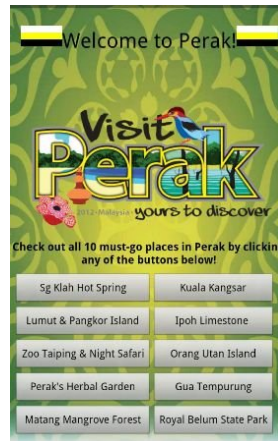 Welcome to Perak!
Visit
Perak
2012•Malaysia•yours to discover
Check out all 10 must-go places in Perak by clickin
any of the buttons below!
Sg Klah Hot Spring
Kuala Kangsar
Lumut & Pangkor Island
Ipoh Limestone
Zoo Taiping & Night Safari
Orang Utan Island
Perak's Herbal Garden
Gua Tempurung
Matang Mangrove Forest
Royal Belum State Park